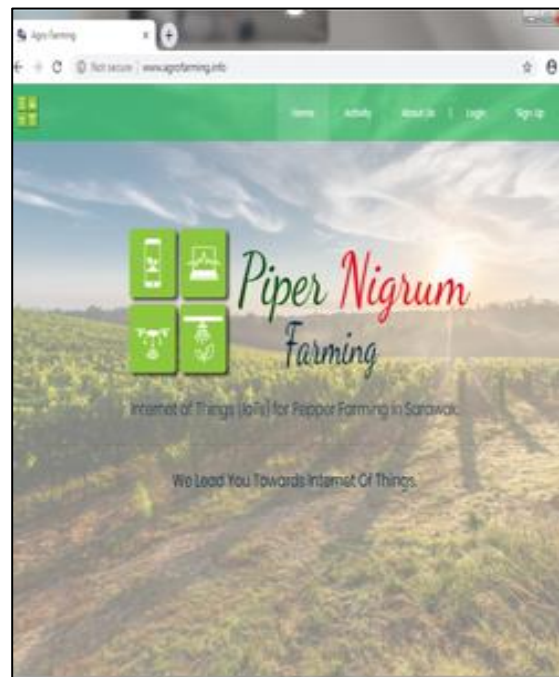 Agro Farming
Not secure | www.agrofarming.info
Home Activity About Us | Login Sign Up
Piper Nigrum
Farming
Internet of Things (IoTs) for Pepper Farming in Sarawak.
We Lead You Towards Internet Of Things.